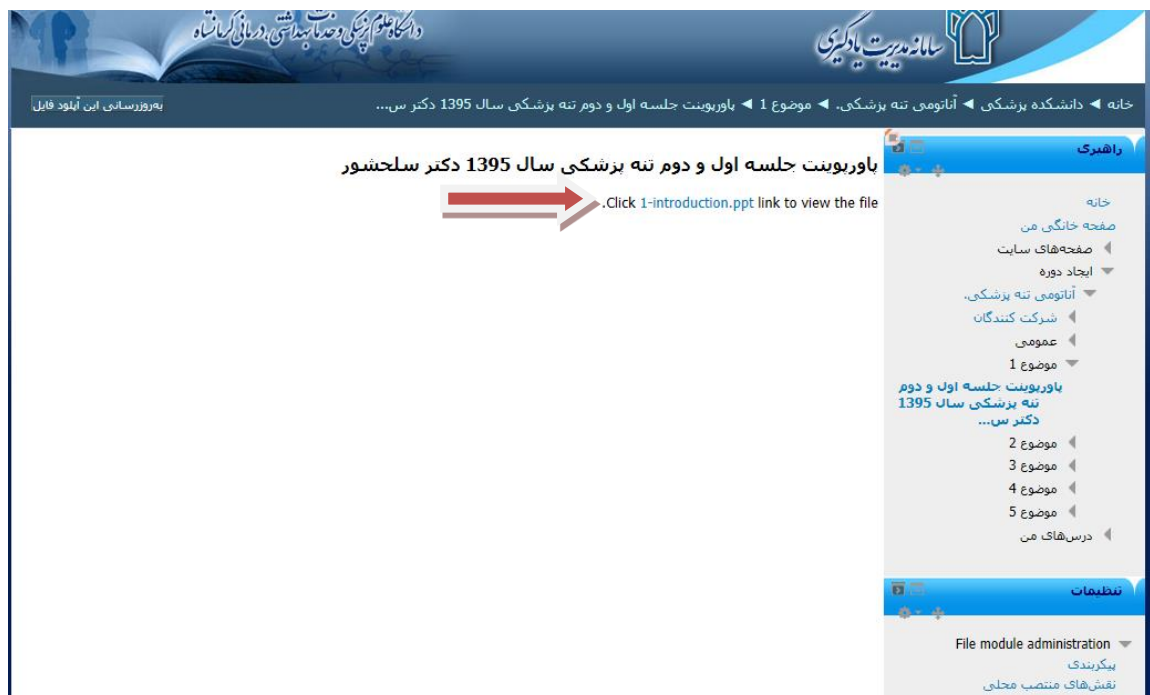 سامانه مدیریت یادگیری
دانشگاه علوم پزشکی و خدمات بهداشتی، درمانی کرمانشاه
خانه ◄ دانشکده پزشکی ◄ آناتومی تنه پزشکی. ◄ موضوع 1 ◄ پاورپوینت جلسه اول و دوم تنه پزشکی سال 1395 دکتر س...
به‌روزرسانی این آپلود فایل
راهبری
خانه
صفحه خانگی من
صفحه‌های سایت
ایجاد دوره
آناتومی تنه پزشکی.
شرکت کنندگان
عمومی
موضوع 1
پاورپوینت جلسه اول و دوم
تنه پزشکی سال 1395
دکتر س...
موضوع 2
موضوع 3
موضوع 4
موضوع 5
درس‌های من
تنظیمات
File module administration
پیکربندی
نقش‌های منتصب محلی
پاورپوینت جلسه اول و دوم تنه پزشکی سال 1395 دکتر سلحشور
.Click 1-introduction.ppt link to view the file